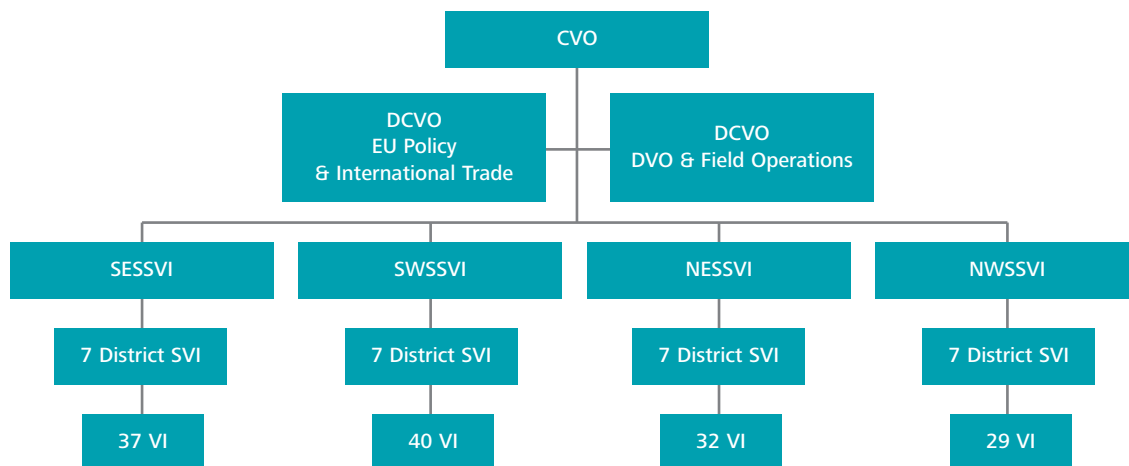 CVO
DCVO
EU Policy
& International Trade
DCVO
DVO & Field Operations
SESSVI
SWSSVI
NESSVI
NWSSVI
7 District SVI
7 District SVI
7 District SVI
7 District SVI
37 VI
40 VI
32 VI
29 VI